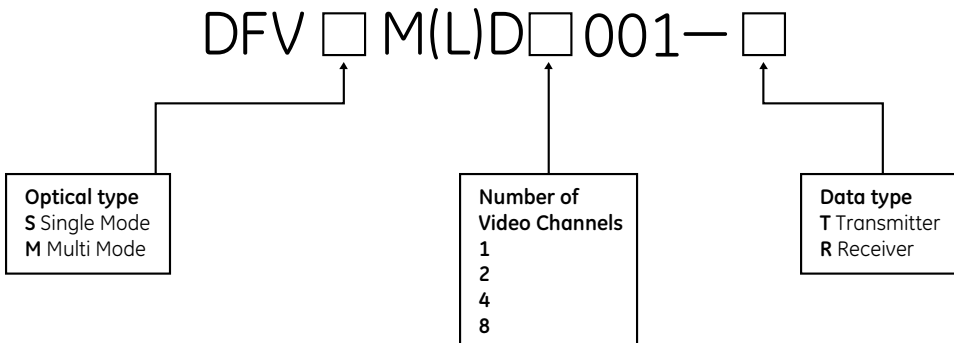 DFV □ M(L)D□ 001— □
Optical type
S Single Mode
M Multi Mode
Number of
Video Channels
1
2
4
8
Data type
T Transmitter
R Receiver